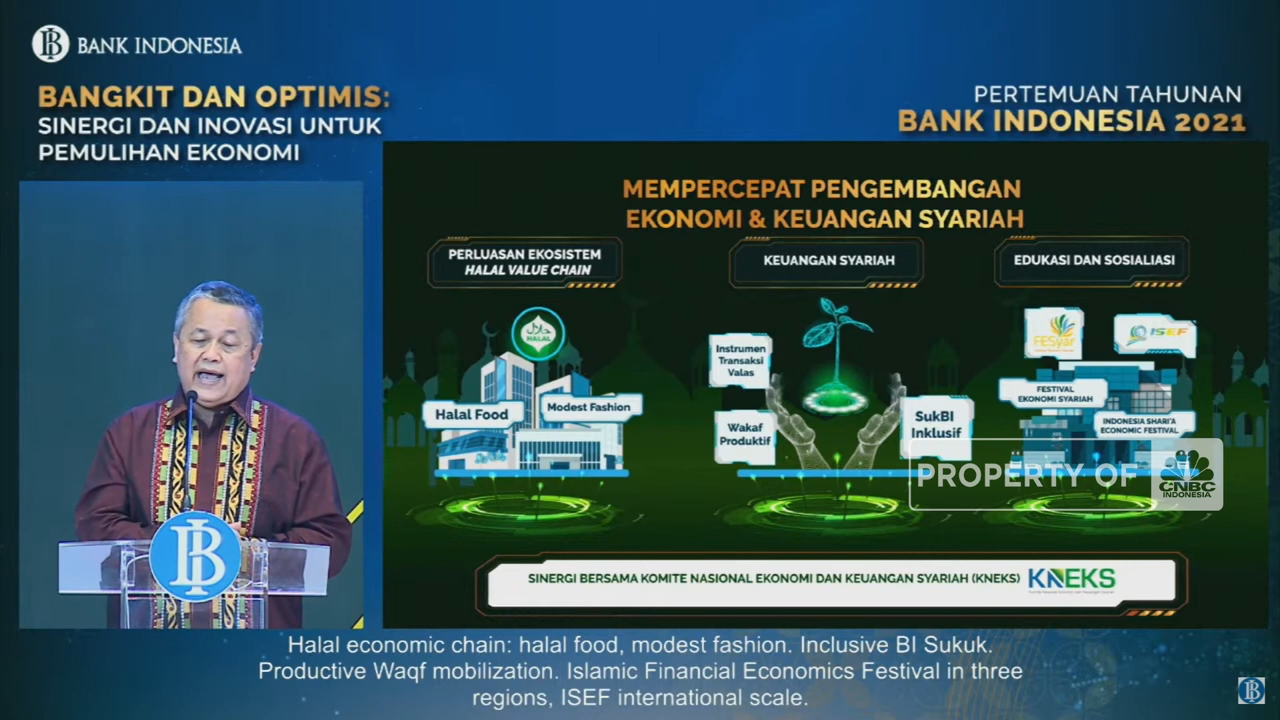 BANK INDONESIA
BANGKIT DAN OPTIMIS:
SINERGI DAN INOVASI UNTUK
PEMULIHAN EKONOMI
PERTEMUAN TAHUNAN
BANK INDONESIA 2021
MEMPERCEPAT PENGEMBANGAN
EKONOMI & KEUANGAN SYARIAH
PERLUASAN EKOSISTEM
HALAL VALUE CHAIN
حلال
HALAL
Halal Food
Modest Fashion
KEUANGAN SYARIAH
Instrumen
Transaksi
Valas
Wakaf
Produktif
SukBI
Inklusif
EDUKASI DAN SOSIALIASI
FESyar
ISEF
FESTIVAL
EKONOMI SYARIAH
INDONESIA SHARI'A
ECONOMIC FESTIVAL
PROPERTY OF
CNBC
INDONESIA
SINERGI BERSAMA KOMITE NASIONAL EKONOMI DAN KEUANGAN SYARIAH (KNEKS)
KNEKS
Halal economic chain: halal food, modest fashion. Inclusive BI Sukuk.
Productive Waqf mobilization. Islamic Financial Economics Festival in three
regions, ISEF international scale.